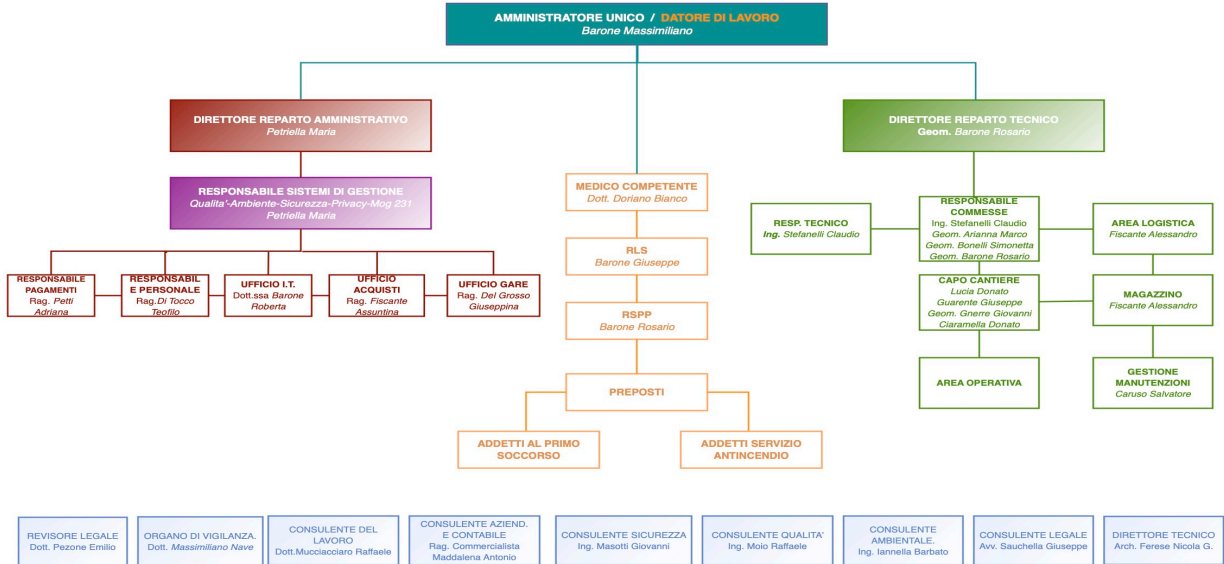 AMMINISTRATORE UNICO / DATORE DI LAVORO
Barone Massimiliano
DIRETTORE REPARTO AMMINISTRATIVO
Petriella Maria
DIRETTORE REPARTO TECNICO
Geom. Barone Rosario
RESPONSABILE SISTEMI DI GESTIONE
Qualita'-Ambiente-Sicurezza-Privacy-Mog 231
Petriella Maria
RESPONSABILE
PAGAMENTI
Rag. Petti
Adriana
RESPONSABIL
E PERSONALE
Rag.Di Tocco
Teofilo
UFFICIO I.T.
Dott.ssa Barone
Roberta
UFFICIO
ACQUISTI
Rag. Fiscante
Assuntina
UFFICIO GARE
Rag. Del Grosso
Giuseppina
MEDICO COMPETENTE
Dott. Doriano Bianco
RLS
Barone Giuseppe
RSPP
Barone Rosario
PREPOSTI
ADDETTI AL PRIMO
SOCCORSO
ADDETTI SERVIZIO
ANTINCENDIO
RESP. TECNICO
Ing. Stefanelli Claudio
RESPONSABILE
COMMESSE
Ing. Stefanelli Claudio
Geom. Arianna Marco
Geom. Bonelli Simonetta
Geom. Barone Rosario
AREA LOGISTICA
Fiscante Alessandro
CAPO CANTIERE
Lucia Donato
Guarente Giuseppe
Geom. Gnerre Giovanni
Ciaramella Donato
MAGAZZINO
Fiscante Alessandro
AREA OPERATIVA
GESTIONE
MANUTENZIONI
Caruso Salvatore
REVISORE LEGALE
Dott. Pezone Emilio
ORGANO DI VIGILANZA.
Dott. Massimiliano Nave
CONSULENTE DEL
LAVORO
Dott.Mucciacciaro Raffaele
CONSULENTE AZIEND.
E CONTABILE
Rag. Commercialista
Maddalena Antonio
CONSULENTE SICUREZZA
Ing. Masotti Giovanni
CONSULENTE QUALITA'
Ing. Moio Raffaele
CONSULENTE
AMBIENTALE.
Ing. Iannella Barbato
CONSULENTE LEGALE
Avv. Sauchella Giuseppe
DIRETTORE TECNICO
Arch. Ferese Nicola G.